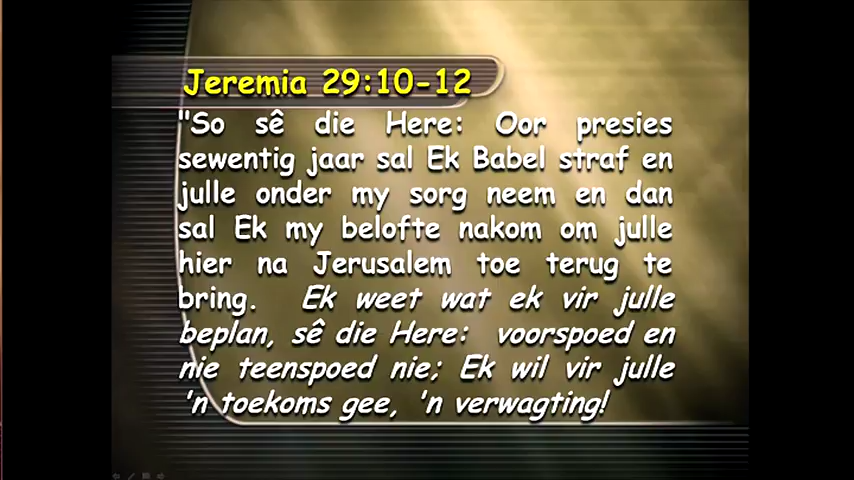 Jeremia 29:10-12
"So sê die Here: Oor presies
sewentig jaar sal Ek Babel straf en
julle onder my sorg neem en dan
sal Ek my belofte nakom om julle
hier na Jerusalem toe terug te
bring. Ek weet wat ek vir julle
beplan, sê die Here: voorspoed en
nie teenspoed nie; Ek wil vir julle
'n toekoms gee, 'n verwagting!